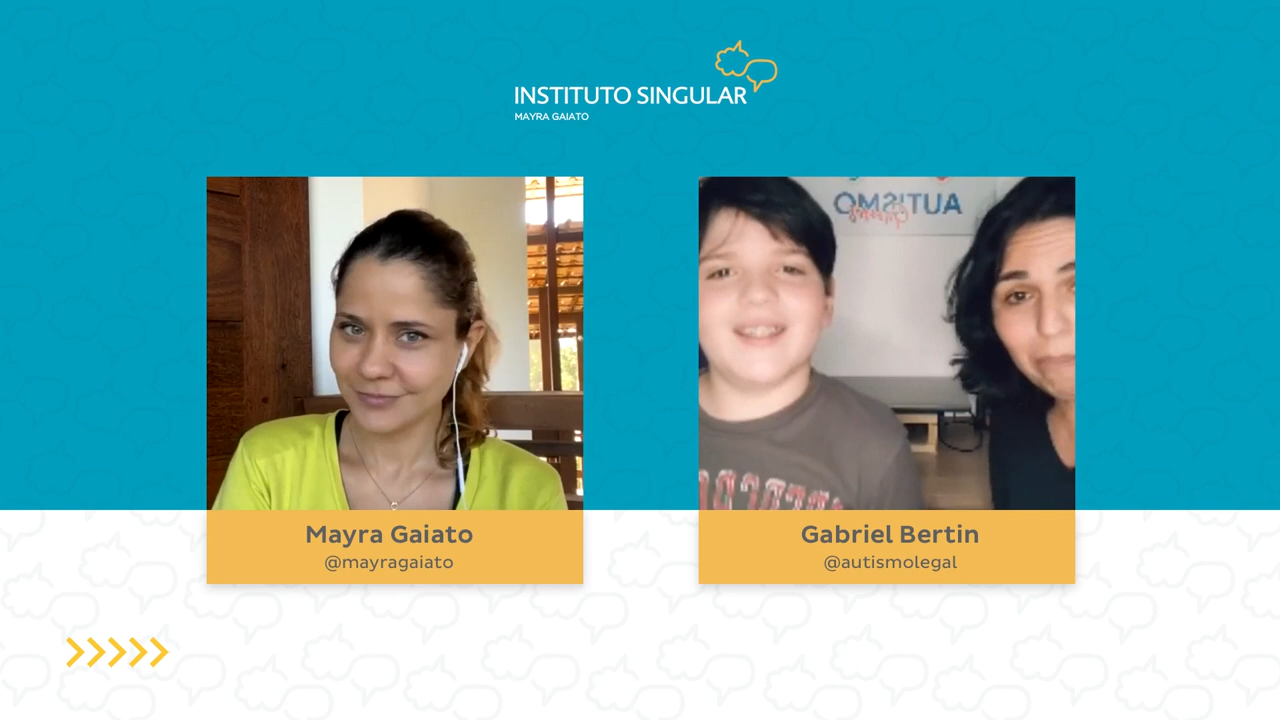 INSTITUTO SINGULAR
MAYRA GAIATO
AUTISMO
Mayra Gaiato
@mayragaiato
Gabriel Bertin
@autismolegal